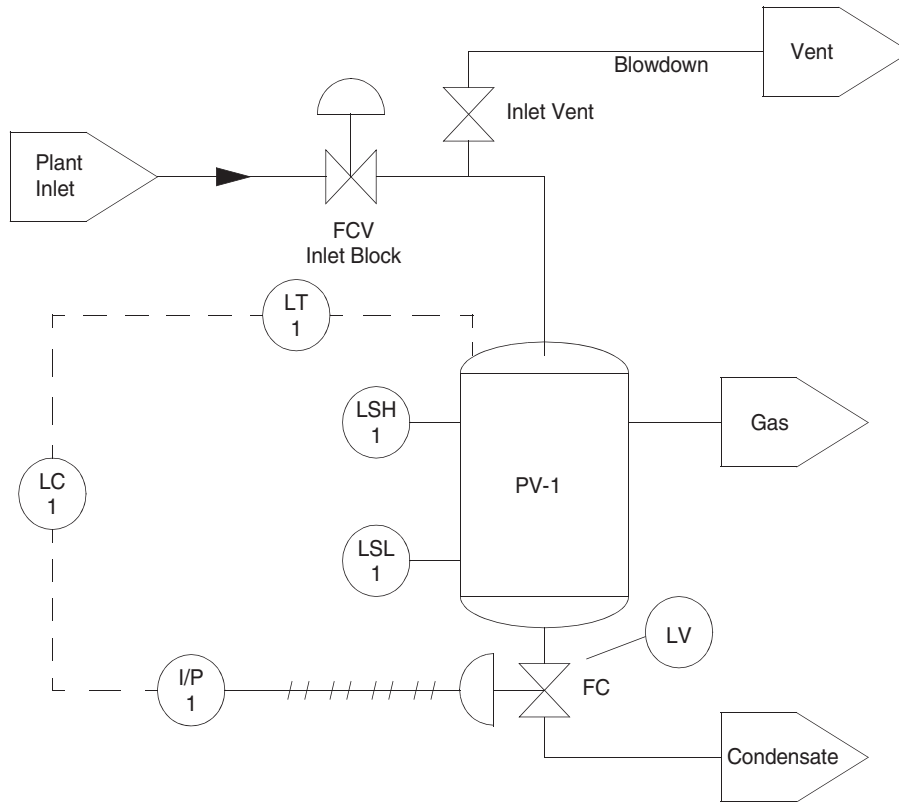 Vent
Blowdown
Inlet Vent
Plant
Inlet
FCV
Inlet Block
LT
1
LSH
1
Gas
LC
1
PV-1
LSL
1
LV
I/P
1
FC
Condensate